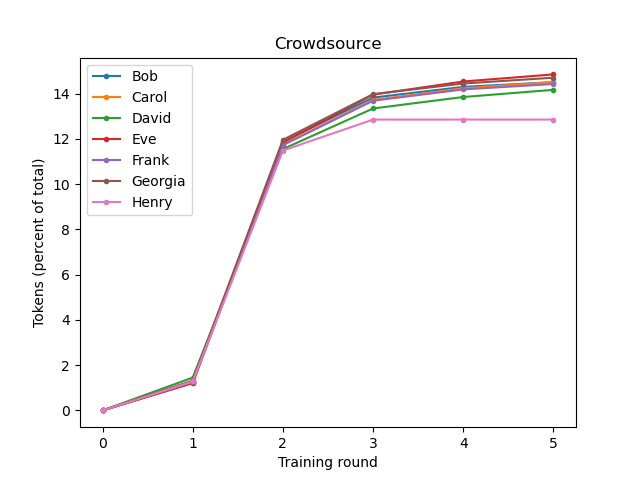 Crowdsource
Bob
Carol
David
Eve
Frank
Georgia
Henry
Tokens (percent of total)
14
12
10
8
6
4
2
0
0 1 2 3 4 5
Training round